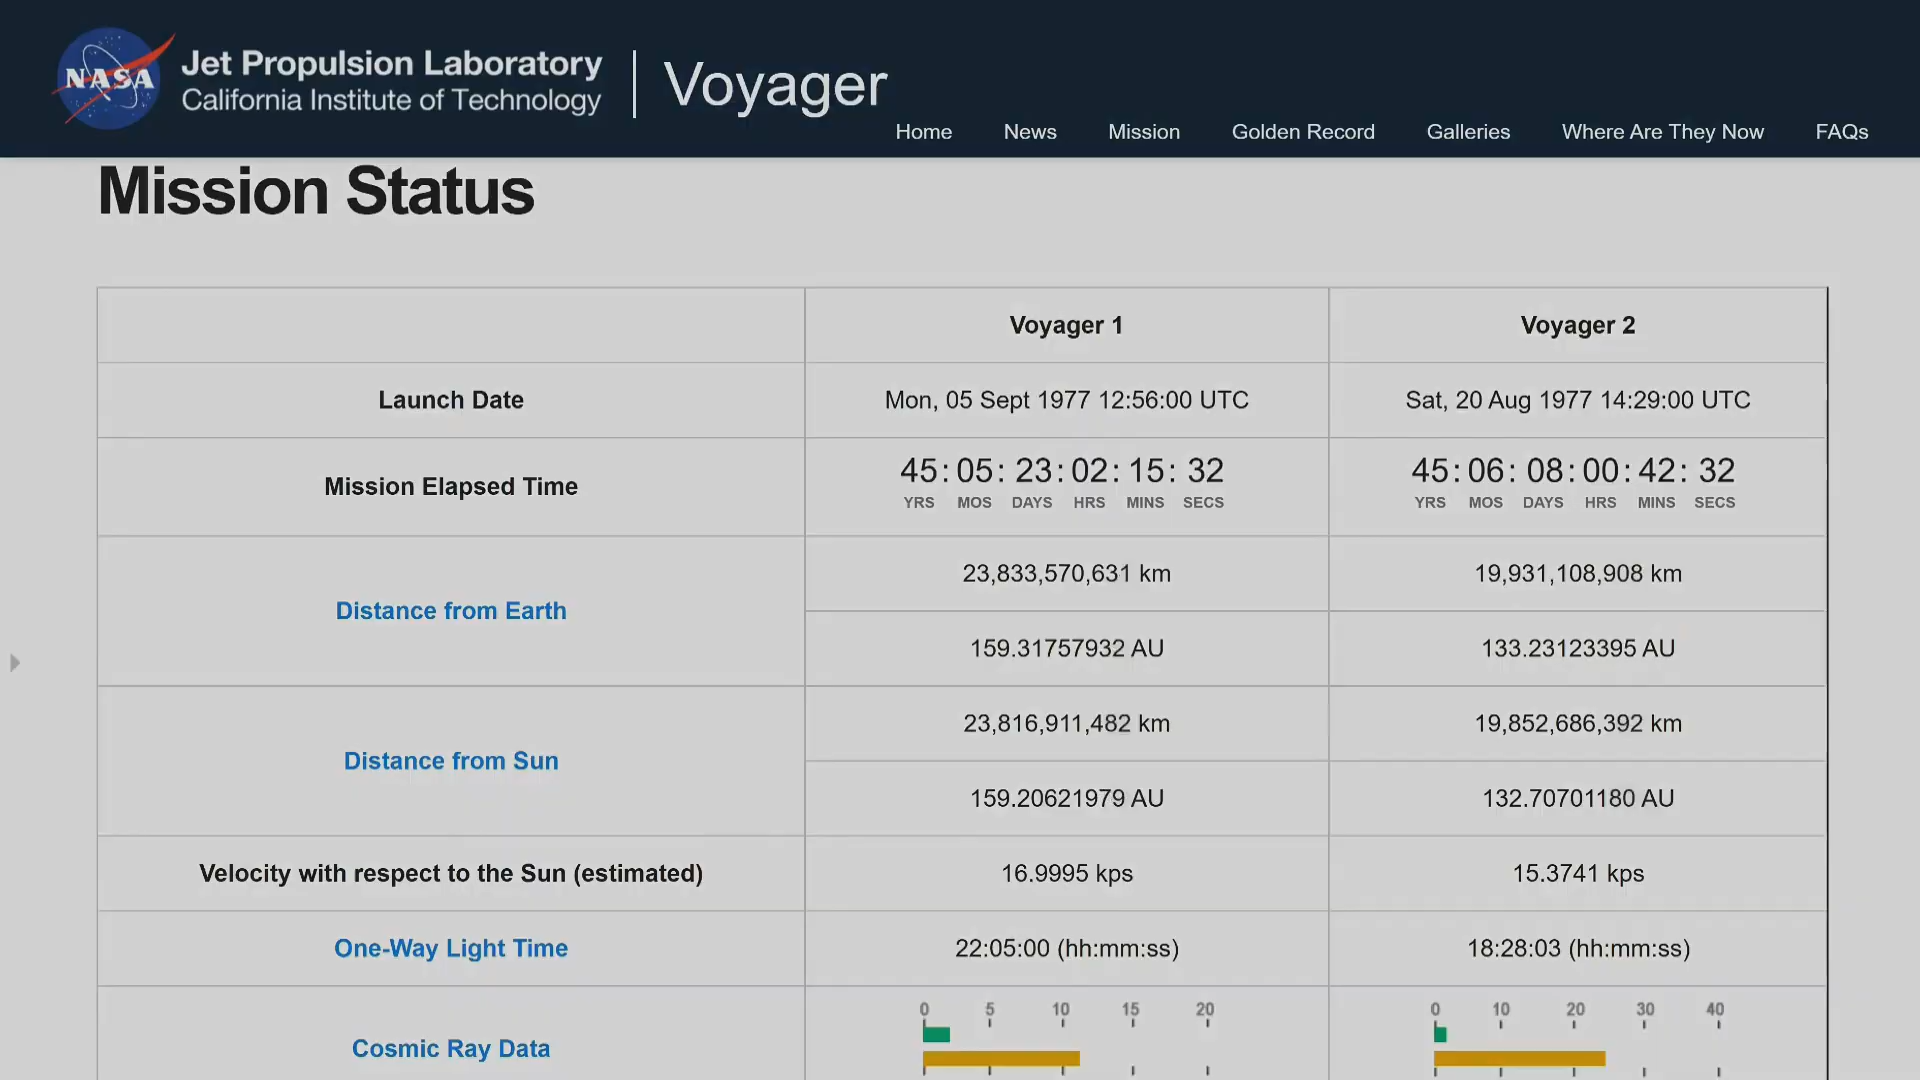 NASA
Jet Propulsion Laboratory
California Institute of Technology
Voyager
Home News Mission Golden Record Galleries Where Are They Now FAQs
Mission Status
Voyager 1 Voyager 2
Launch Date Mon, 05 Sept 1977 12:56:00 UTC Sat, 20 Aug 1977 14:29:00 UTC
Mission Elapsed Time
45: 05: 23: 02: 15: 32
YRS MOS DAYS HRS MINS SECS
45: 06: 08: 00: 42: 32
YRS MOS DAYS HRS MINS SECS
Distance from Earth
23,833,570,631 km 19,931,108,908 km
159.31757932 AU 133.23123395 AU
Distance from Sun
23,816,911,482 km 19,852,686,392 km
159.20621979 AU 132.70701180 AU
Velocity with respect to the Sun (estimated) 16.9995 kps 15.3741 kps
One-Way Light Time 22:05:00 (hh:mm:ss) 18:28:03 (hh:mm:ss)
Cosmic Ray Data
0 5 10 15 20
0 10 20 30 40